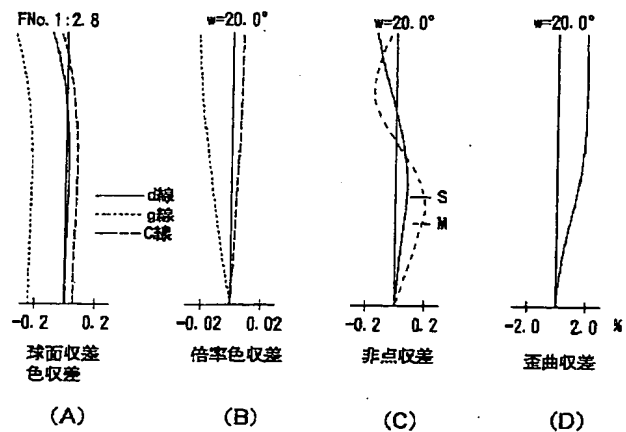 FNo.1:2.8
w=20.0°
w=20.0°
w=20.0°
d線
g線
C線
S
M
-0.2 0.2
-0.02 0.02
-0.2 0.2
-2.0 2.0 %
球面収差
色収差
倍率色収差
非点収差
歪曲収差
(A)
(B)
(C)
(D)